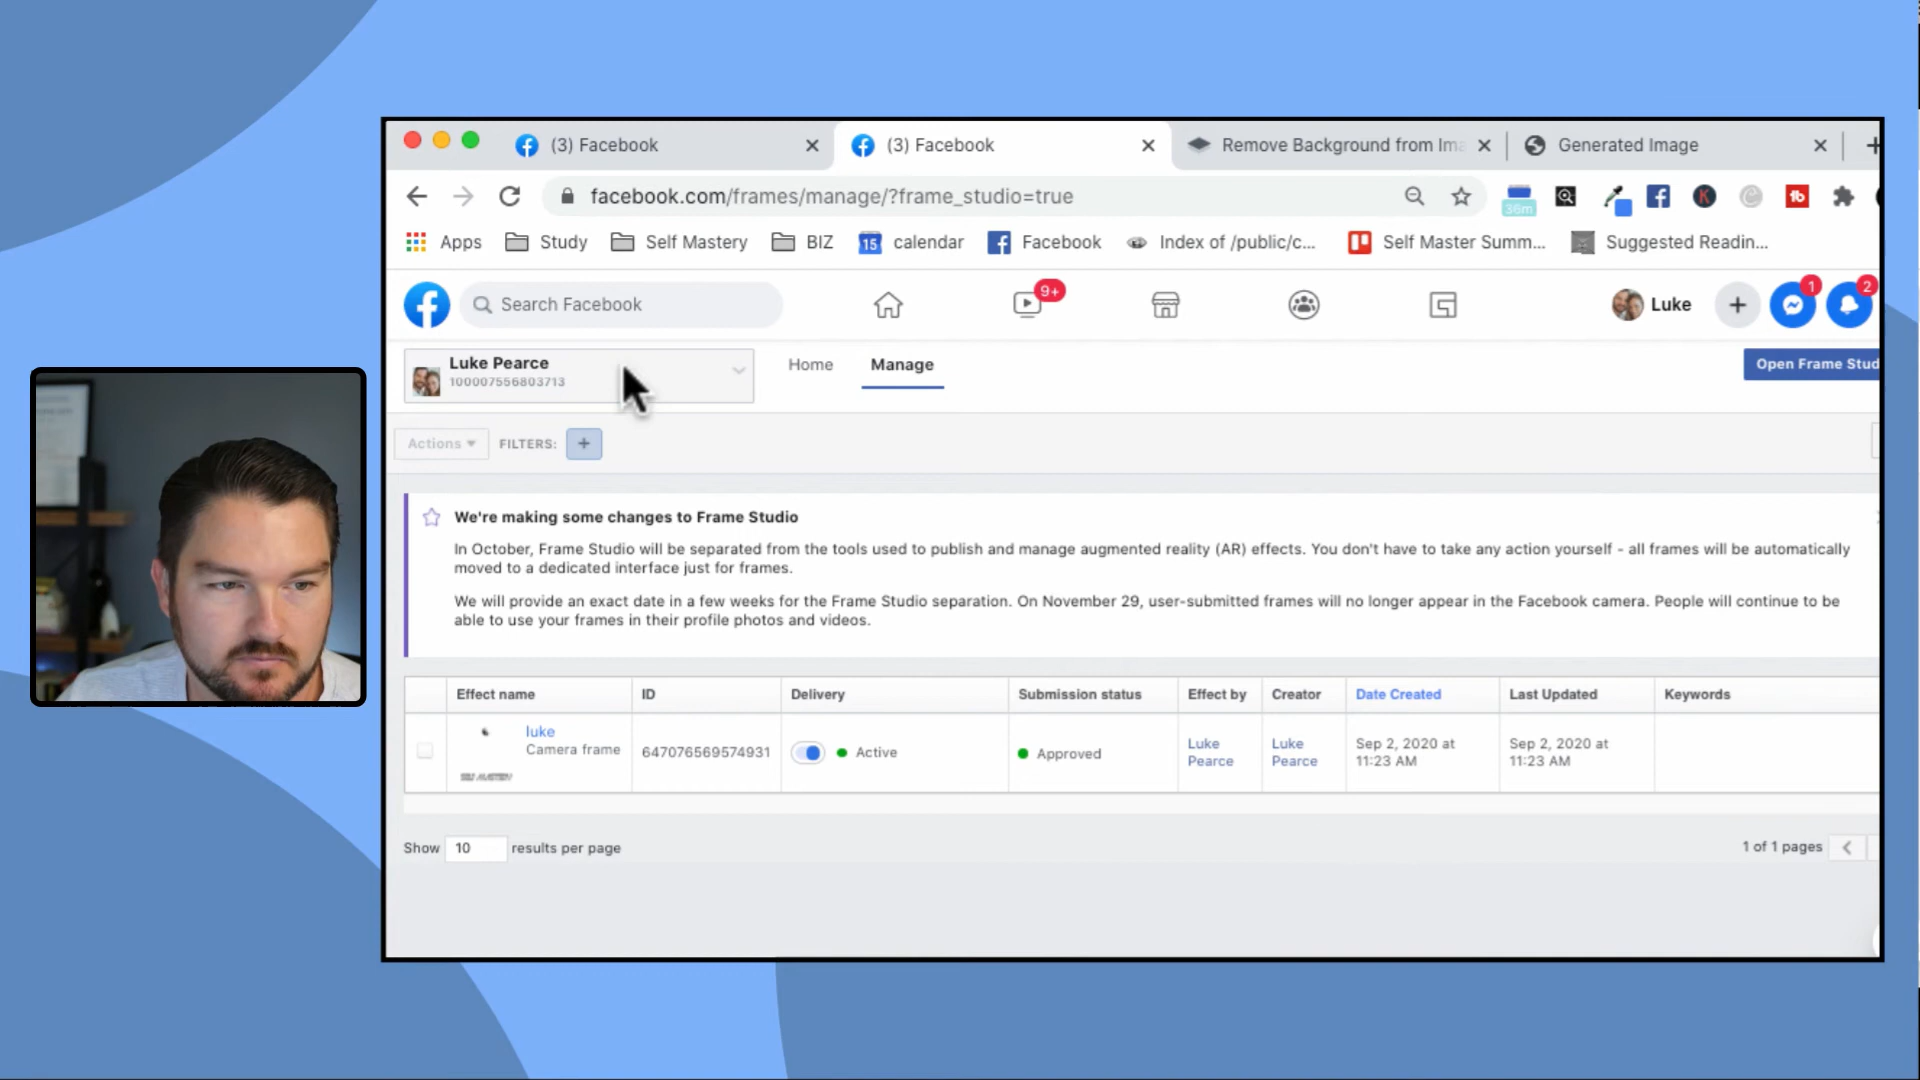 (3) Facebook
(3) Facebook
Remove Background from Ima
Generated Image
facebook.com/frames/manage/?frame_studio=true
36m
Apps
Study
Self Mastery
BIZ
15
calendar
Facebook
Index of /public/c...
Self Master Summ...
Suggested Readin...
Search Facebook
9+
Luke
1
2
Luke Pearce
100007556803713
Home
Manage
Open Frame Stud
Actions
FILTERS:
We're making some changes to Frame Studio
In October, Frame Studio will be separated from the tools used to publish and manage augmented reality (AR) effects. You don't have to take any action yourself - all frames will be automatically
moved to a dedicated interface just for frames.
We will provide an exact date in a few weeks for the Frame Studio separation. On November 29, user-submitted frames will no longer appear in the Facebook camera. People will continue to be
able to use your frames in their profile photos and videos.
Effect name
ID
Delivery
Submission status
Effect by
Creator
Date Created
Last Updated
Keywords
luke
Camera frame
SELF MASTERY
647076569574931
Active
Approved
Luke
Pearce
Luke
Pearce
Sep 2, 2020 at
11:23 AM
Sep 2, 2020 at
11:23 AM
Show 10 results per page
1 of 1 pages